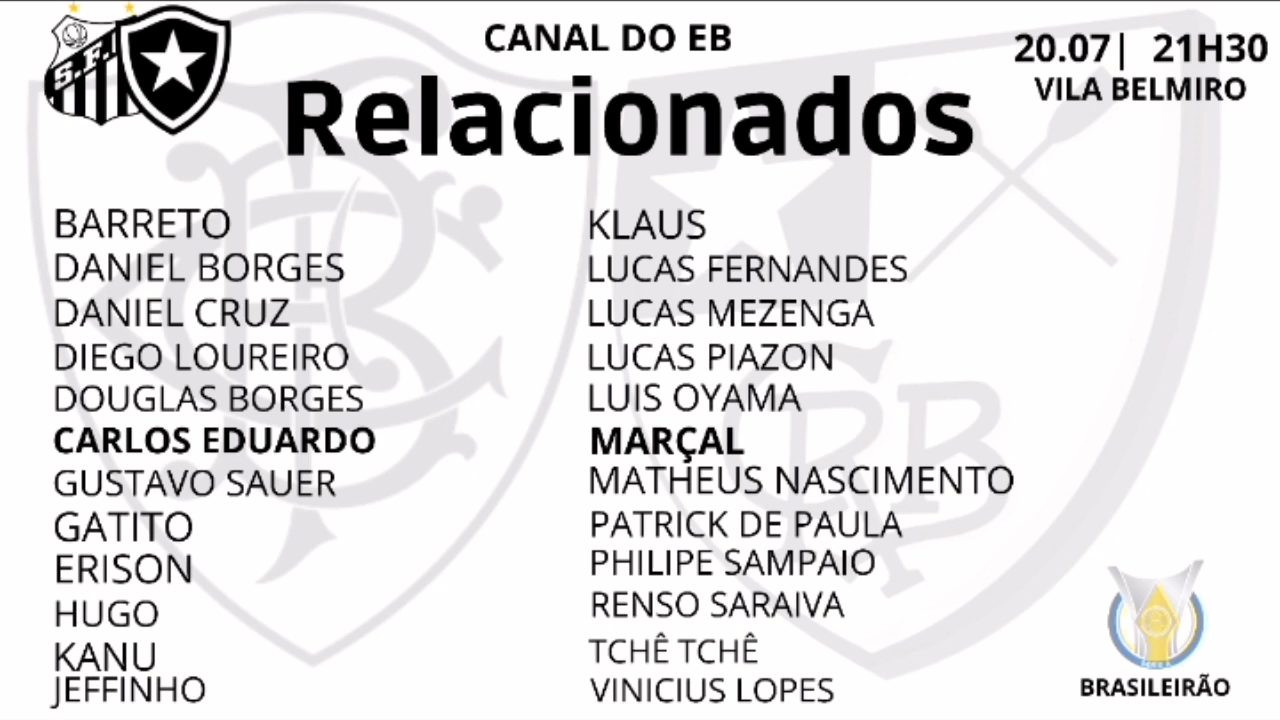 S.F.C
CANAL DO EB
20.07| 21H30
VILA BELMIRO
Relacionados
BARRETO
DANIEL BORGES
DANIEL CRUZ
DIEGO LOUREIRO
DOUGLAS BORGES
CARLOS EDUARDO
GUSTAVO SAUER
GATITO
ERISON
HUGO
KANU
JEFFINHO
KLAUS
LUCAS FERNANDES
LUCAS MEZENGA
LUCAS PIAZON
LUIS OYAMA
MARÇAL
MATHEUS NASCIMENTO
PATRICK DE PAULA
PHILIPE SAMPAIO
RENSO SARAIVA
TCHÊ TCHÊ
VINICIUS LOPES
BRASILEIRÃO